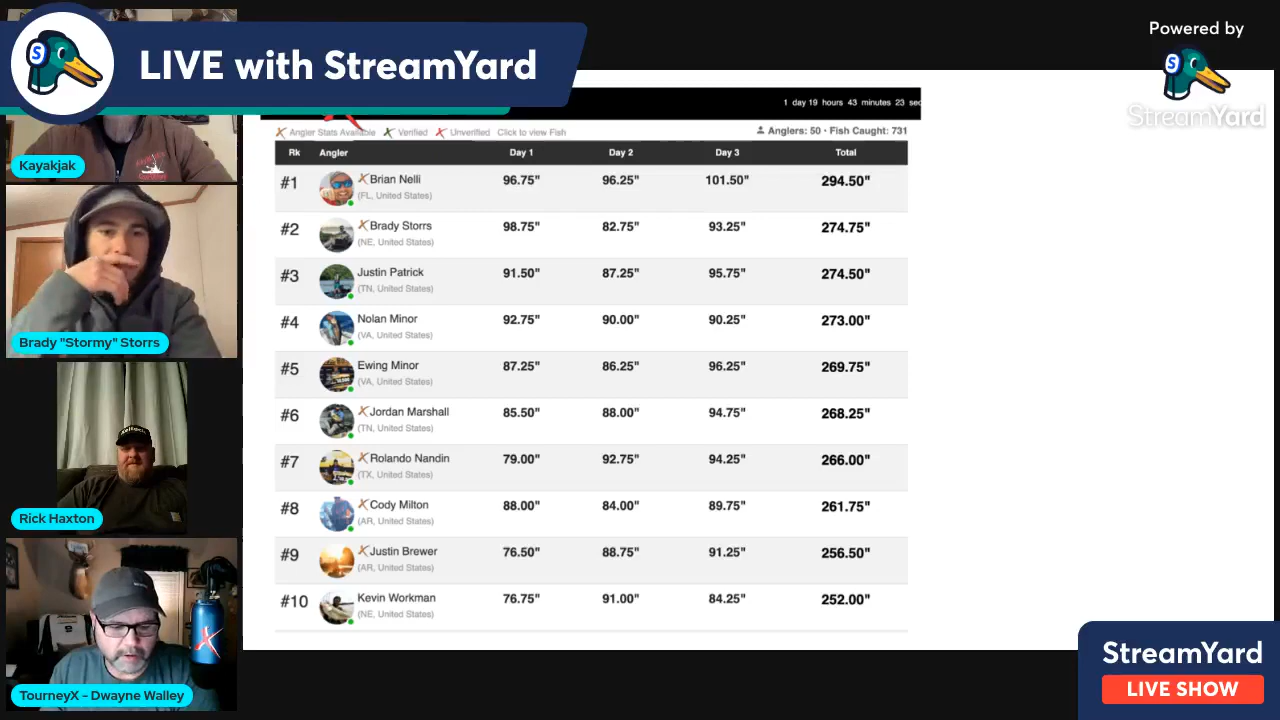 LIVE with StreamYard
Powered by
StreamYard
Kayakjak
Brady "Stormy" Storrs
Rick Haxton
TourneyX - Dwayne Walley
1 day 19 hours 43 minutes 23 sec
Angler Stats Available Verified Unverified Click to view Fish
Anglers: 50 · Fish Caught: 731
Rk Angler Day 1 Day 2 Day 3 Total
#1 Brian Nelli 96.75" 96.25" 101.50" 294.50"
(FL, United States)
#2 Brady Storrs 98.75" 82.75" 93.25" 274.75"
(NE, United States)
#3 Justin Patrick 91.50" 87.25" 95.75" 274.50"
(TN, United States)
#4 Nolan Minor 92.75" 90.00" 90.25" 273.00"
(VA, United States)
#5 Ewing Minor 87.25" 86.25" 96.25" 269.75"
(VA, United States)
#6 Jordan Marshall 85.50" 88.00" 94.75" 268.25"
(TN, United States)
#7 Rolando Nandin 79.00" 92.75" 94.25" 266.00"
(TX, United States)
#8 Cody Milton 88.00" 84.00" 89.75" 261.75"
(AR, United States)
#9 Justin Brewer 76.50" 88.75" 91.25" 256.50"
(AR, United States)
#10 Kevin Workman 76.75" 91.00" 84.25" 252.00"
(NE, United States)
StreamYard
LIVE SHOW